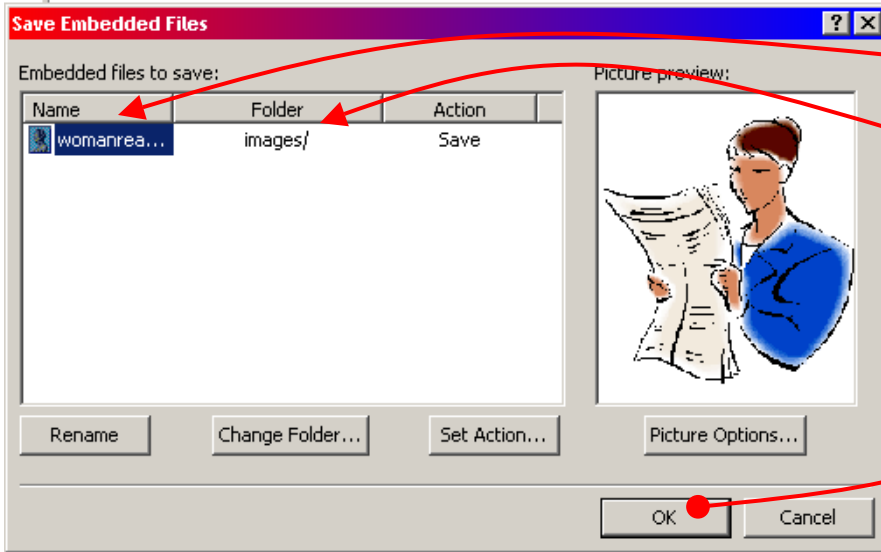 Save Embedded Files
Embedded files to save:
Picture preview:
Name Folder Action
womanrea... images/ Save
Rename Change Folder... Set Action... Picture Options...
OK Cancel